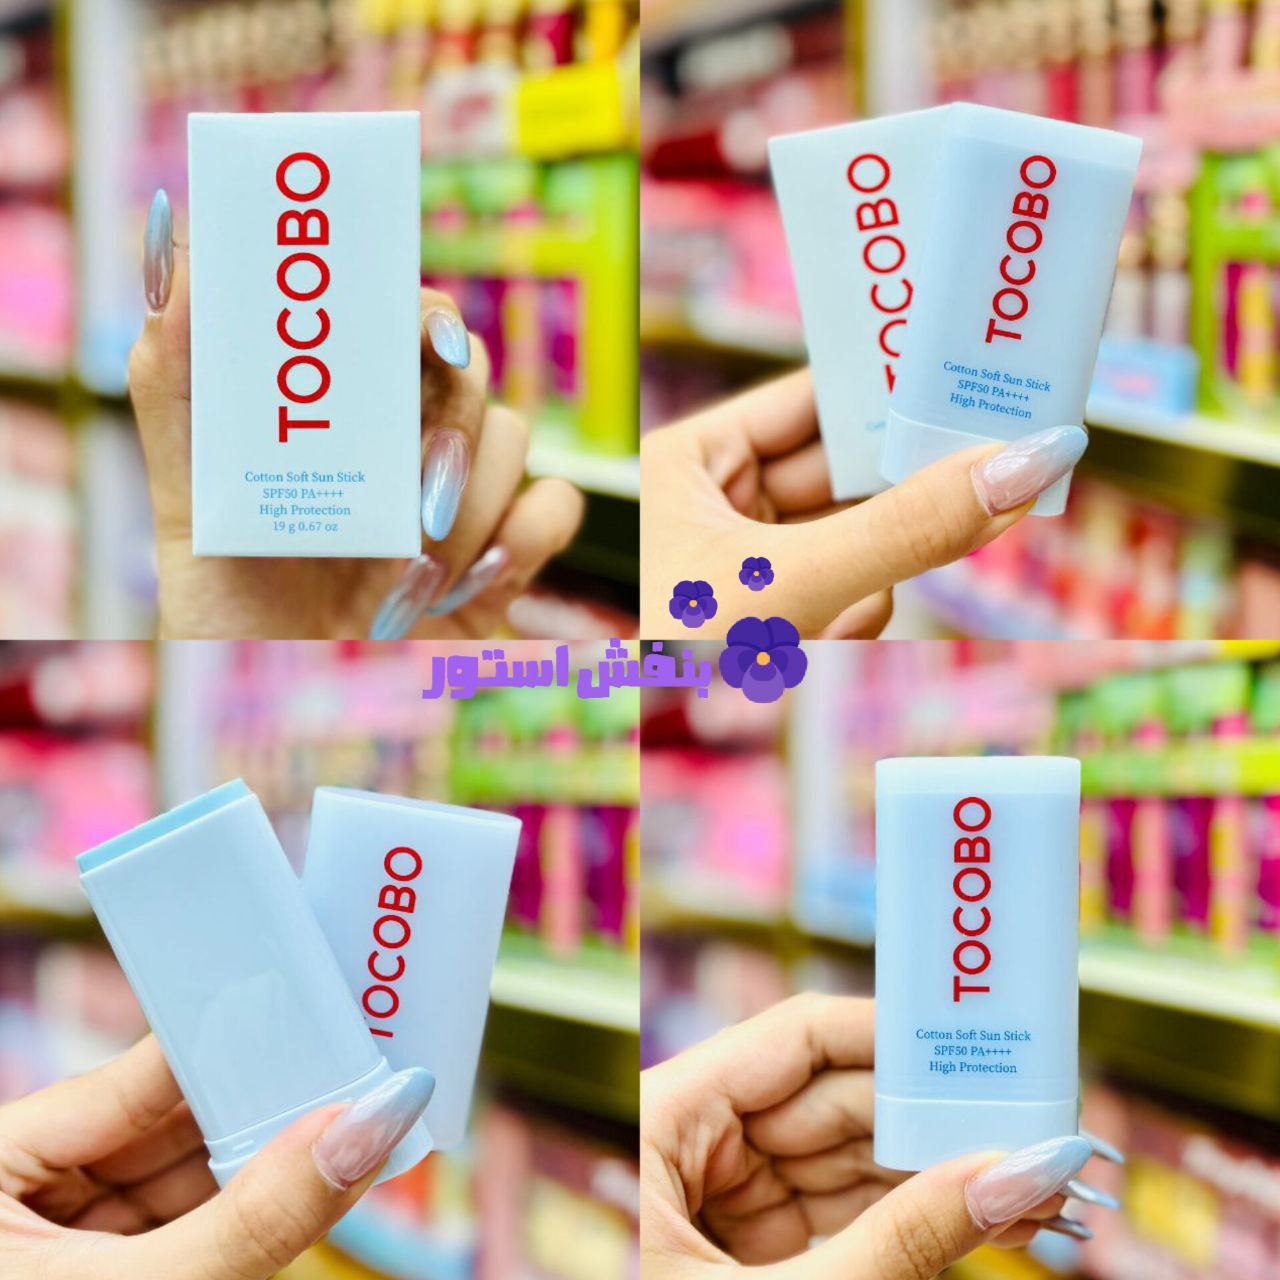 TOCOBO
Cotton Soft Sun Stick
SPF50 PA++++
High Protection
19 g 0.67 oz
TOCOBO
TOCOBO
Cotton Soft Sun Stick
SPF50 PA++++
High Protection
بنفش استور
TOCOBO
TOCOBO
Cotton Soft Sun Stick
SPF50 PA++++
High Protection